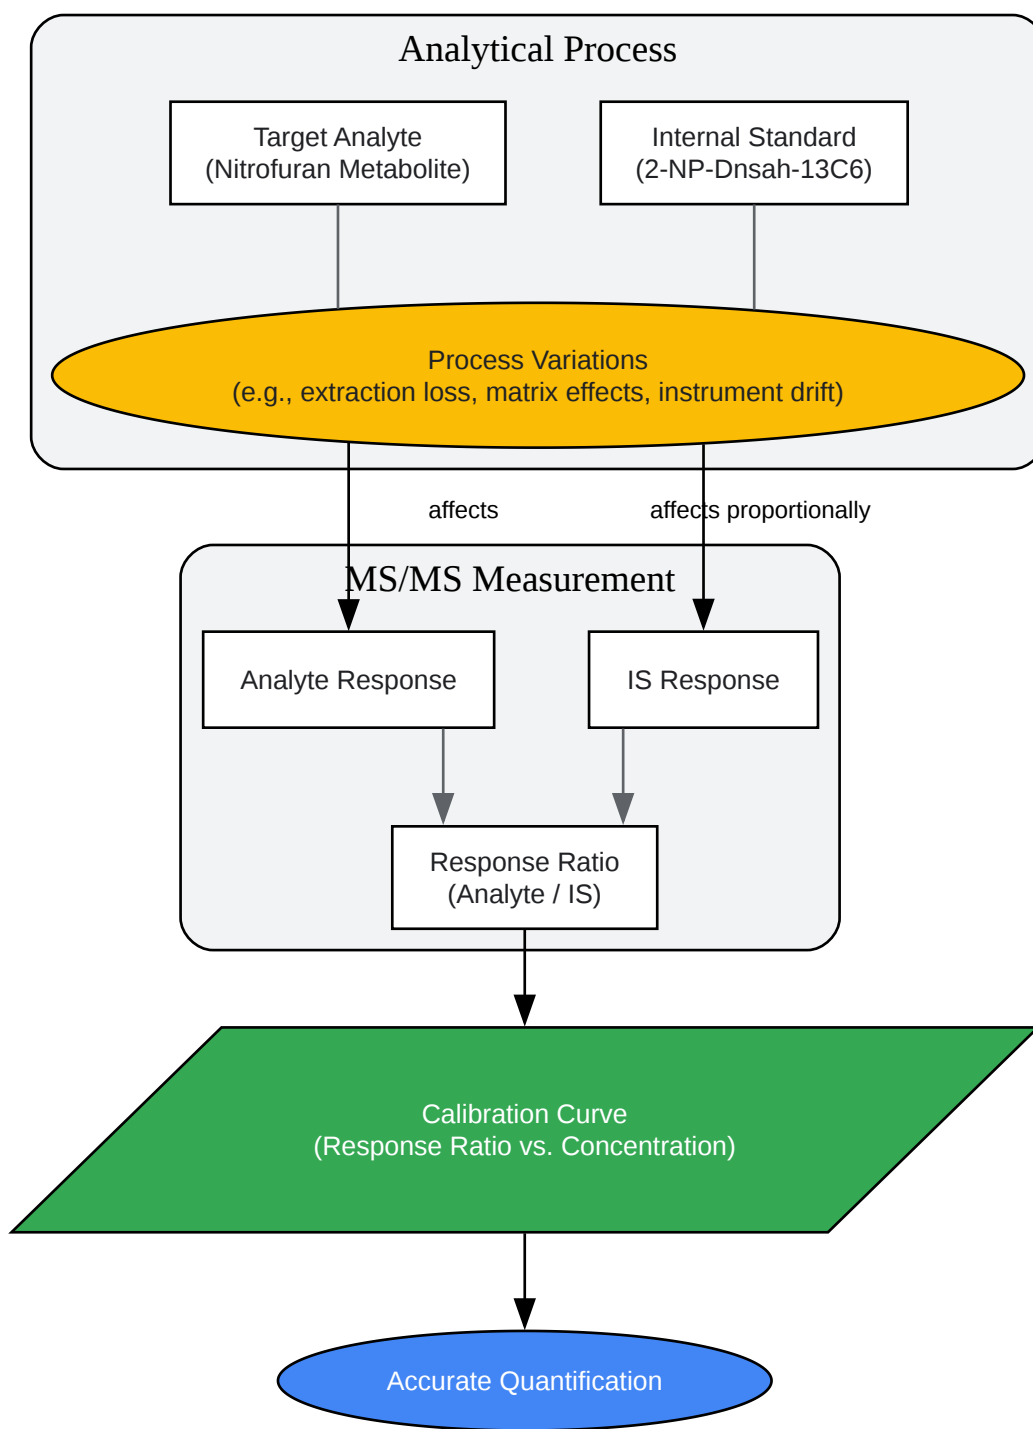 Analytical Process
Target Analyte
(Nitrofuran Metabolite)
Internal Standard
(2-NP-Dnsah-13C6)
Process Variations
(e.g., extraction loss, matrix effects, instrument drift)
affects
affects proportionally
MS/MS Measurement
Analyte Response
IS Response
Response Ratio
(Analyte / IS)
Calibration Curve
(Response Ratio vs. Concentration)
Accurate Quantification